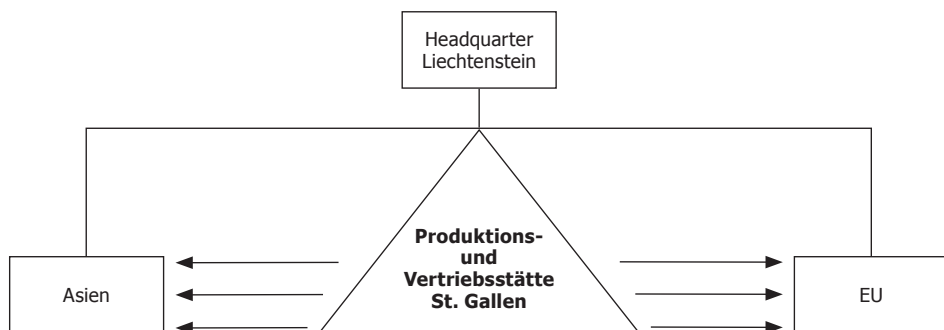 Headquarter
Liechtenstein
Produktions-
und
Vertriebsstätte
St. Gallen
Asien
EU